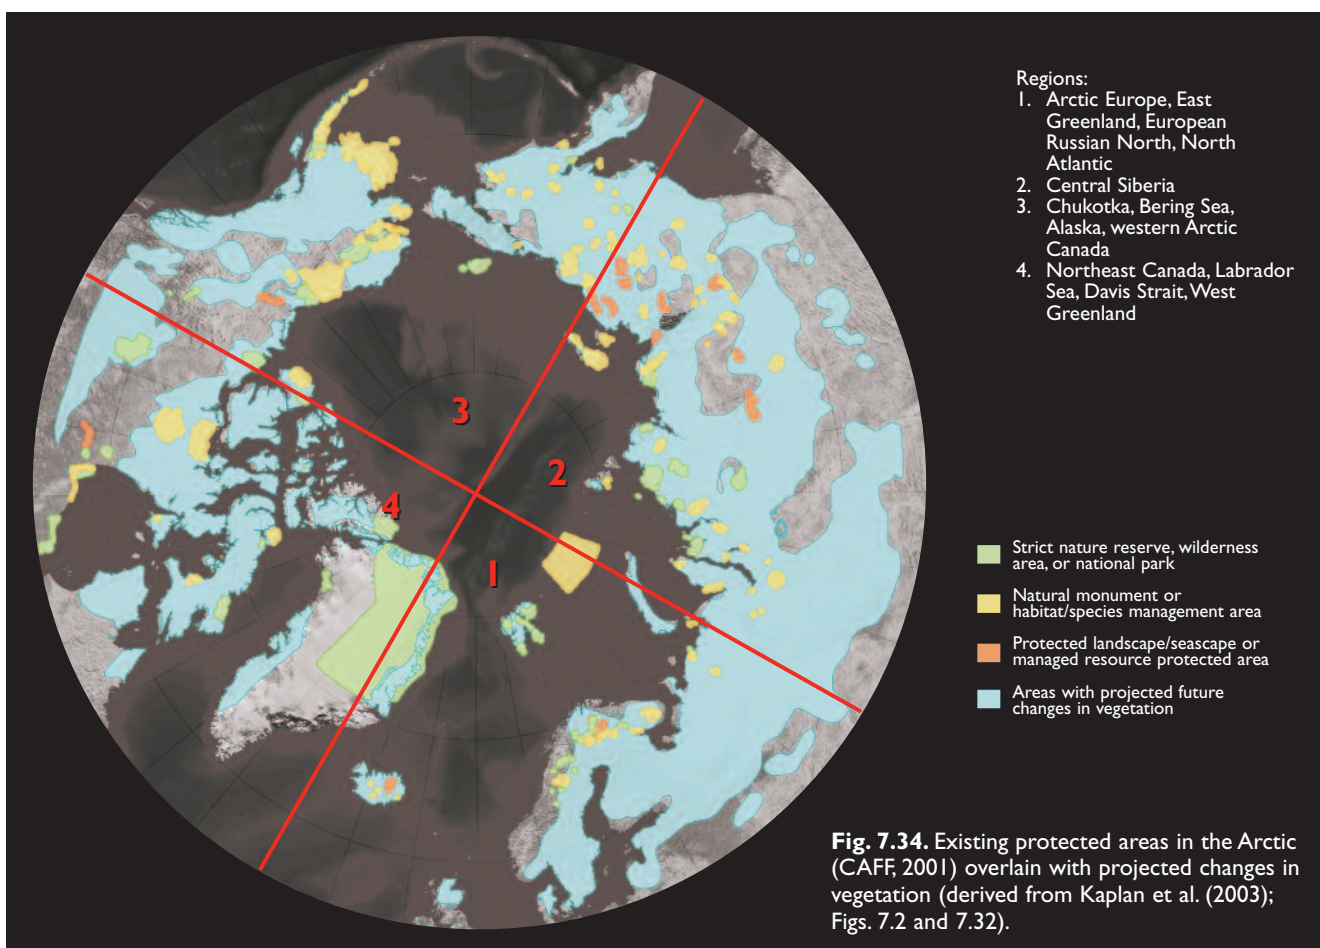 Regions:
1. Arctic Europe, East
Greenland, European
Russian North, North
Atlantic
2. Central Siberia
3. Chukotka, Bering Sea,
Alaska, western Arctic
Canada
4. Northeast Canada, Labrador
Sea, Davis Strait, West
Greenland
3
2
4
1
Strict nature reserve, wilderness
area, or national park
Natural monument or
habitat/species management area
Protected landscape/seascape or
managed resource protected area
Areas with projected future
changes in vegetation
Fig. 7.34. Existing protected areas in the Arctic
(CAFF, 2001) overlain with projected changes in
vegetation (derived from Kaplan et al. (2003);
Figs. 7.2 and 7.32).